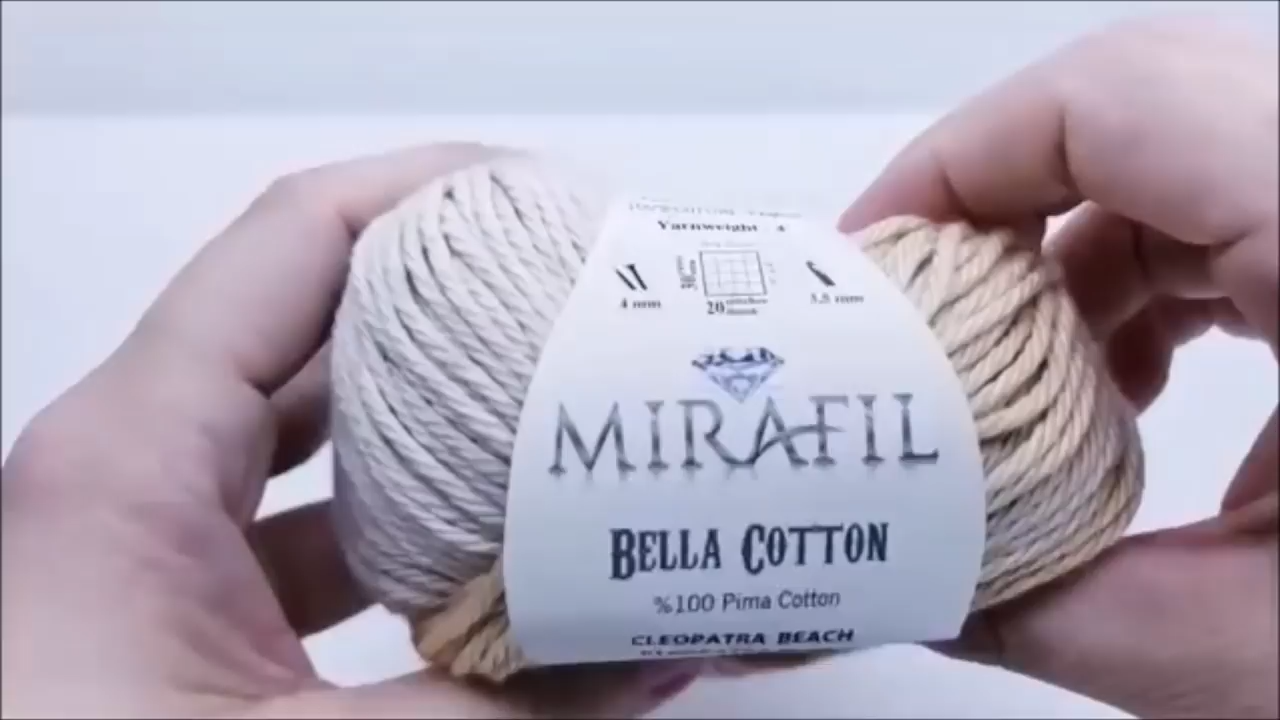 Yarnweight 4
4 mm
20
3,5 mm
MIRAFIL
BELLA COTTON
%100 Pima Cotton
CLEOPATRA BEACH